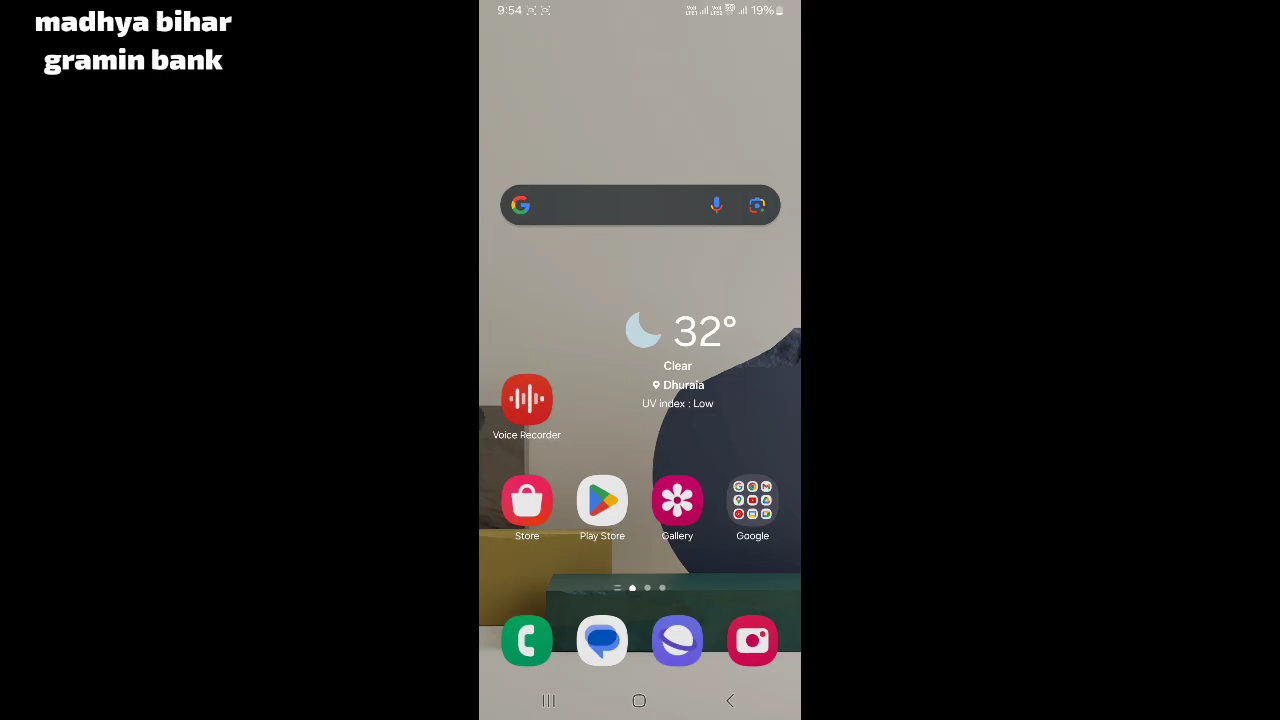 madhya bihar
gramin bank
9:54
19%
32°
Clear
Dhuraia
UV index : Low
Voice Recorder
Store
Play Store
Gallery
Google